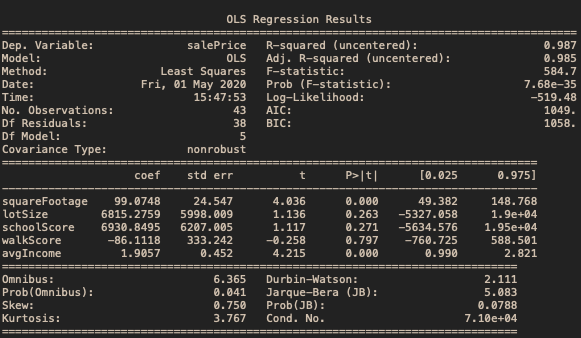 OLS Regression Results
==============================================================================
Dep. Variable: salePrice R-squared (uncentered): 0.987
Model: OLS Adj. R-squared (uncentered): 0.985
Method: Least Squares F-statistic: 584.7
Date: Fri, 01 May 2020 Prob (F-statistic): 7.68e-35
Time: 15:47:53 Log-Likelihood: -519.48
No. Observations: 43 AIC: 1049.
Df Residuals: 38 BIC: 1058.
Df Model: 5
Covariance Type: nonrobust
==============================================================================
coef std err t P>|t| [0.025 0.975]
------------------------------------------------------------------------------
squareFootage 99.0748 24.547 4.036 0.000 49.382 148.768
lotSize 6815.2759 5998.009 1.136 0.263 -5327.058 1.9e+04
schoolScore 6930.8495 6207.005 1.117 0.271 -5634.576 1.95e+04
walkScore -86.1118 333.242 -0.258 0.797 -760.725 588.501
avgIncome 1.9057 0.452 4.215 0.000 0.990 2.821
==============================================================================
Omnibus: 6.365 Durbin-Watson: 2.111
Prob(Omnibus): 0.041 Jarque-Bera (JB): 5.083
Skew: 0.750 Prob(JB): 0.0788
Kurtosis: 3.767 Cond. No. 7.10e+04
==============================================================================